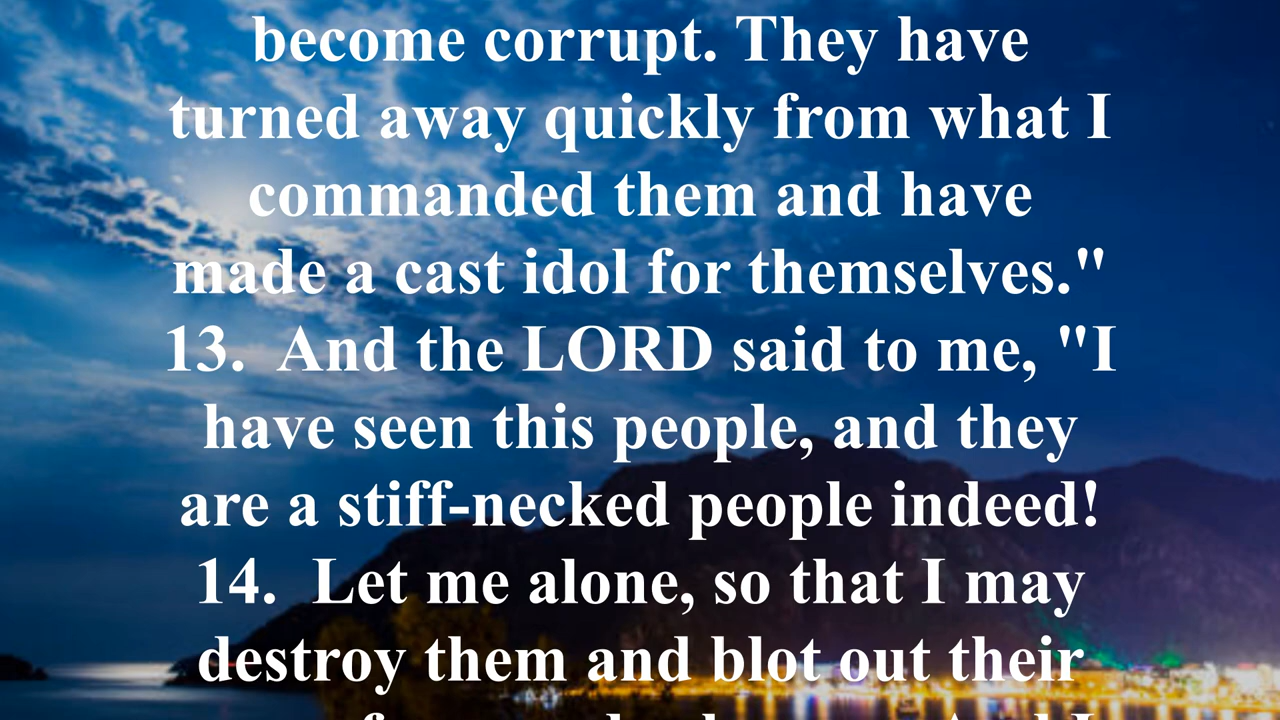 become corrupt. They have
turned away quickly from what I
commanded them and have
made a cast idol for themselves."
13.  And the LORD said to me, "I
have seen this people, and they
are a stiff-necked people indeed!
14.  Let me alone, so that I may
destroy them and blot out their